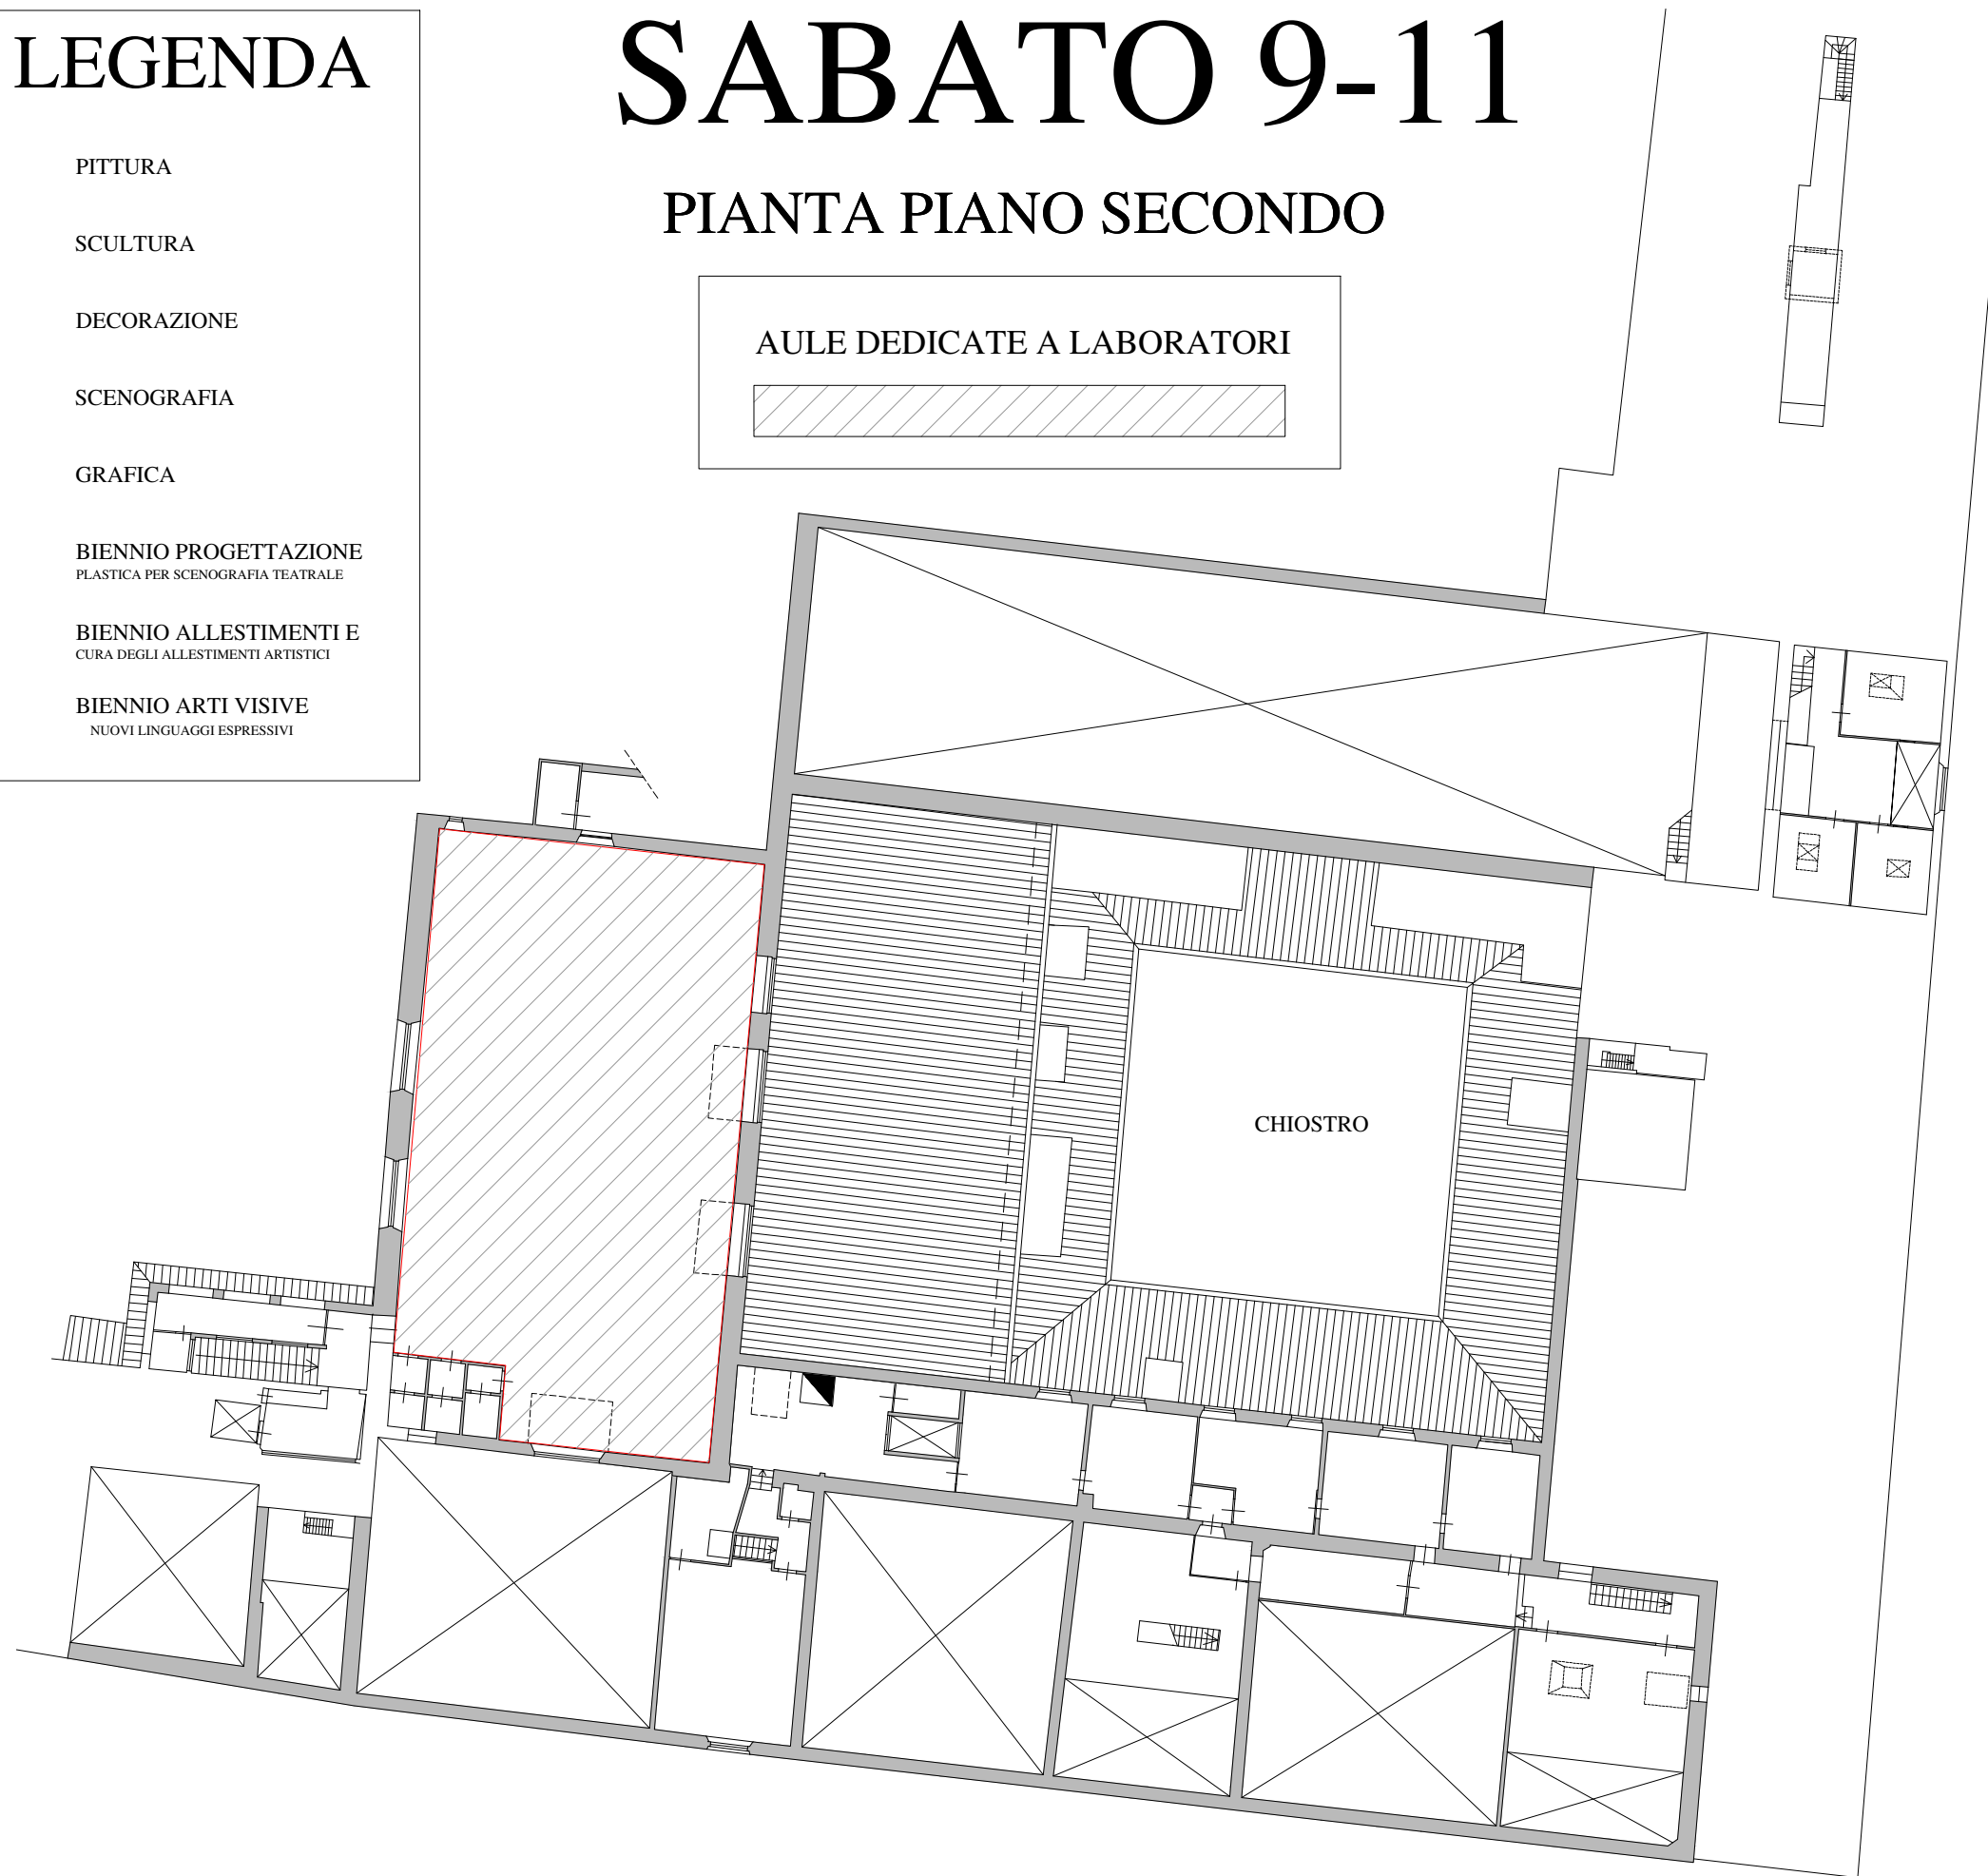 LEGENDA
PITTURA
SCULTURA
DECORAZIONE
SCENOGRAFIA
GRAFICA
BIENNIO PROGETTAZIONE
PLASTICA PER SCENOGRAFIA TEATRALE
BIENNIO ALLESTIMENTI E
CURA DEGLI ALLESTIMENTI ARTISTICI
BIENNIO ARTI VISIVE
NUOVI LINGUAGGI ESPRESSIVI
SABATO 9-11
PIANTA PIANO SECONDO
AULE DEDICATE A LABORATORI
CHIOSTRO